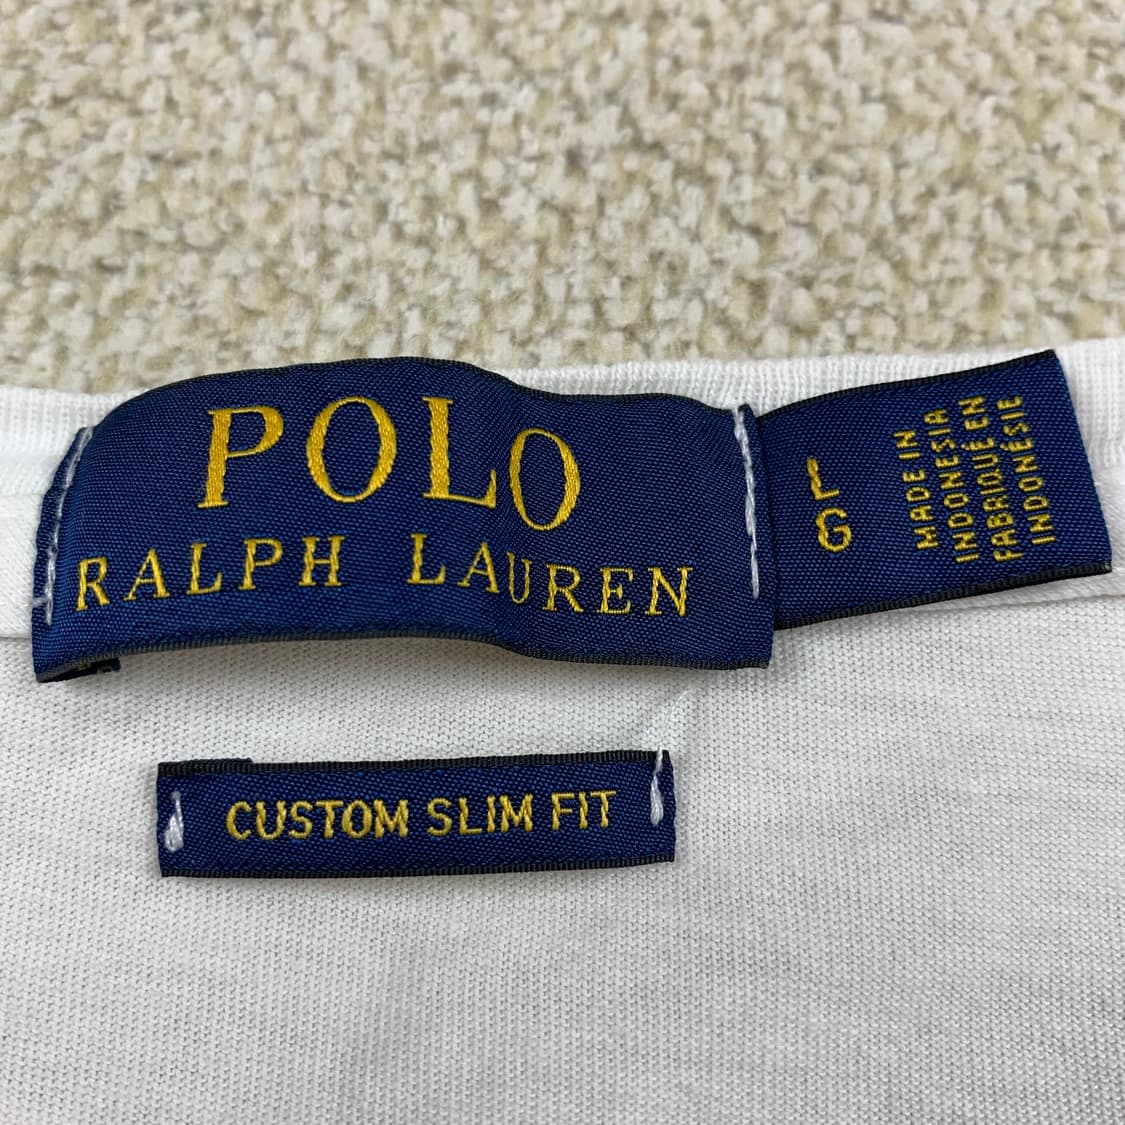 POLO
RALPH LAUREN
L
G
MADE IN
INDONESIA
FABRIQUÉ EN
INDONÉSIE
CUSTOM SLIM FIT